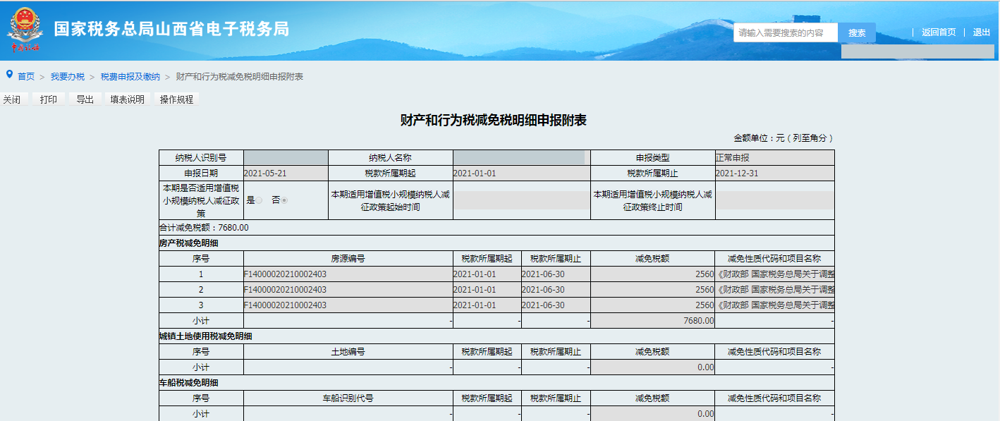 国家税务总局山西省电子税务局
请输入需要搜索的内容 搜索 | 返回首页 | 退出
首页 > 我要办税 > 税费申报及缴纳 > 财产和行为税减免税明细申报附表
关闭 打印 导出 填表说明 操作规程
财产和行为税减免税明细申报附表
金额单位：元（列至角分）
纳税人识别号 纳税人名称 申报类型 正常申报
申报日期 2021-05-21 税款所属期起 2021-01-01 税款所属期止 2021-12-31
本期是否适用增值税
小规模纳税人减征政
策
是 否
本期适用增值税小规模纳税人减
征政策起始时间
本期适用增值税小规模纳税人减
征政策终止时间
合计减免税额：7680.00
房产税减免明细
序号 房源编号 税款所属期起 税款所属期止 减免税额 减免性质代码和项目名称
1 F14000020210002403 2021-01-01 2021-06-30 2560 《财政部 国家税务总局关于调整
2 F14000020210002403 2021-01-01 2021-06-30 2560 《财政部 国家税务总局关于调整
3 F14000020210002403 2021-01-01 2021-06-30 2560 《财政部 国家税务总局关于调整
小计 - - - 7680.00 -
城镇土地使用税减免明细
序号 土地编号 税款所属期起 税款所属期止 减免税额 减免性质代码和项目名称
小计 - - - 0.00 -
车船税减免明细
序号 车船识别代号 税款所属期起 税款所属期止 减免税额 减免性质代码和项目名称
小计 - - - 0.00 -